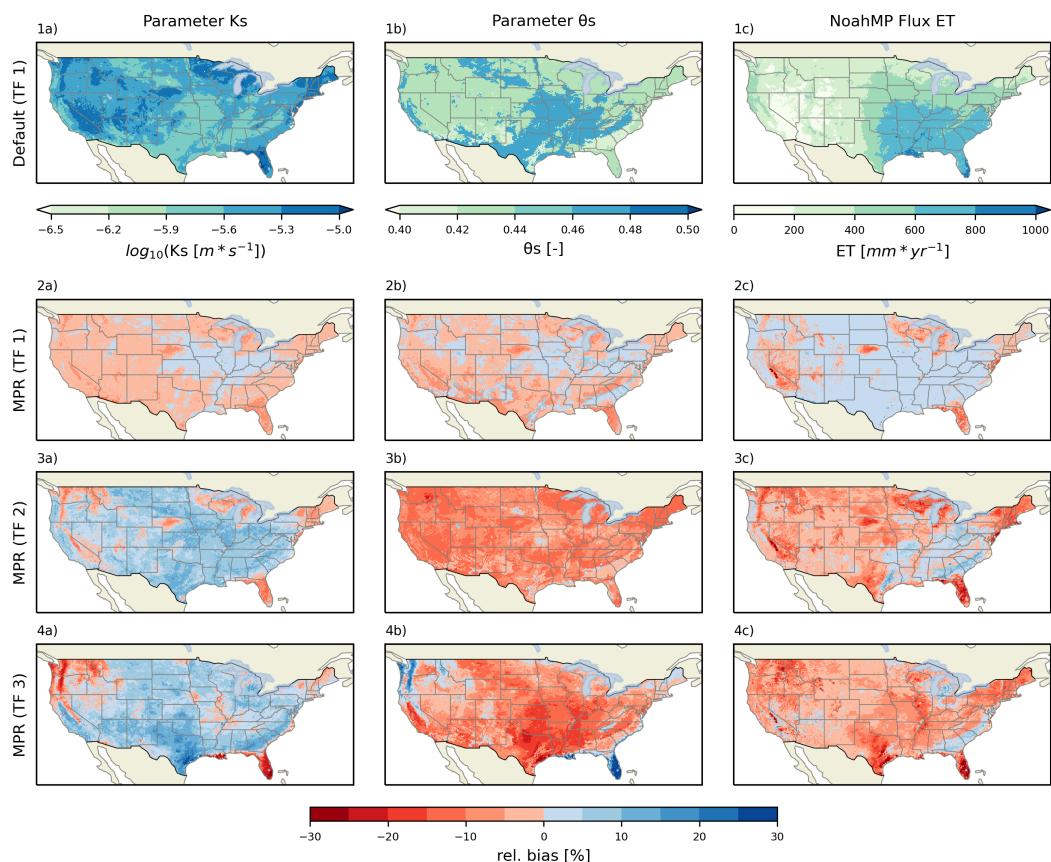 Parameter Ks
Parameter θs
NoahMP Flux ET
1a)
1b)
1c)
Default (TF 1)
−6.5 −6.2 −5.9 −5.6 −5.3 −5.0
log10(Ks [m * s−1])
0.40 0.42 0.44 0.46 0.48 0.50
θs [-]
0 200 400 600 800 1000
ET [mm * yr−1]
2a)
2b)
2c)
MPR (TF 1)
3a)
3b)
3c)
MPR (TF 2)
4a)
4b)
4c)
MPR (TF 3)
−30 −20 −10 0 10 20 30
rel. bias [%]